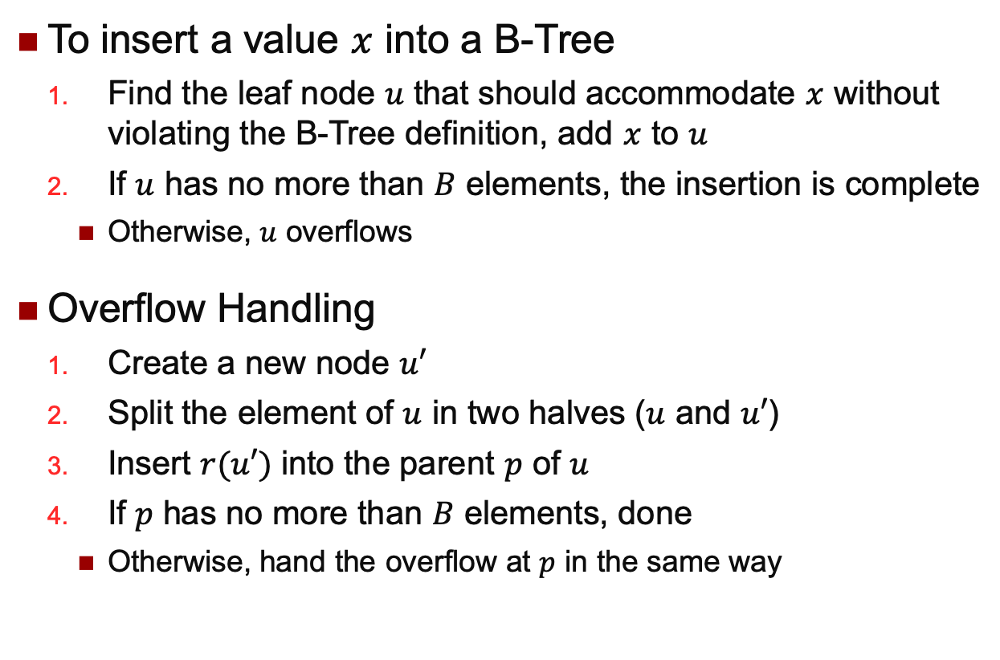 ■ To insert a value 𝑥 into a B-Tree
1. Find the leaf node 𝑢 that should accommodate 𝑥 without
violating the B-Tree definition, add 𝑥 to 𝑢
2. If 𝑢 has no more than 𝐵 elements, the insertion is complete
■ Otherwise, 𝑢 overflows
■ Overflow Handling
1. Create a new node 𝑢′
2. Split the element of 𝑢 in two halves (𝑢 and 𝑢′)
3. Insert 𝑟(𝑢′) into the parent 𝑝 of 𝑢
4. If 𝑝 has no more than 𝐵 elements, done
■ Otherwise, hand the overflow at 𝑝 in the same way